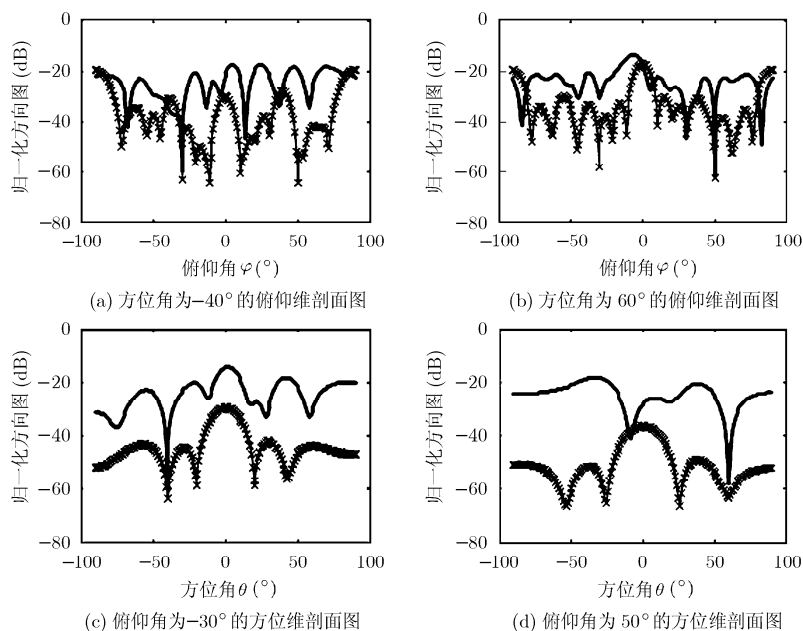 0
−20
−40
−60
−80
归一化方向图 (dB)
−100 −50 0 50 100
俯仰角 φ (°)
(a) 方位角为−40° 的俯仰维剖面图
0
−20
−40
−60
−80
归一化方向图 (dB)
−100 −50 0 50 100
俯仰角 φ (°)
(b) 方位角为 60° 的俯仰维剖面图
0
−20
−40
−60
−80
归一化方向图 (dB)
−100 −50 0 50 100
方位角 θ (°)
(c) 俯仰角为−30° 的方位维剖面图
0
−20
−40
−60
−80
归一化方向图 (dB)
−100 −50 0 50 100
方位角 θ (°)
(d) 俯仰角为 50° 的方位维剖面图